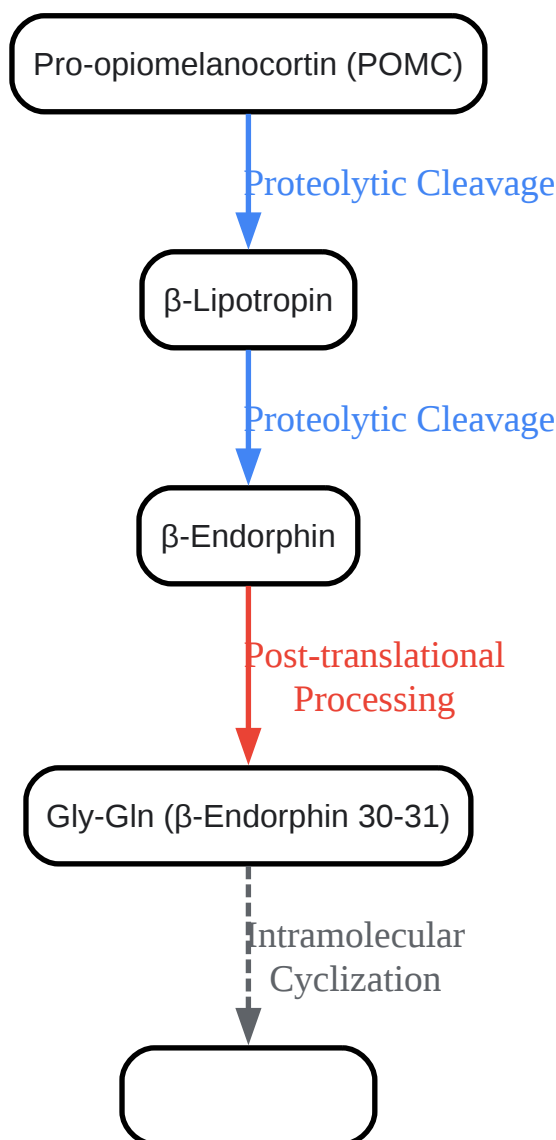 Pro-opiomelanocortin (POMC)
Proteolytic Cleavage
β-Lipotropin
Proteolytic Cleavage
β-Endorphin
Post-translational
Processing
Gly-Gln (β-Endorphin 30-31)
Intramolecular
Cyclization